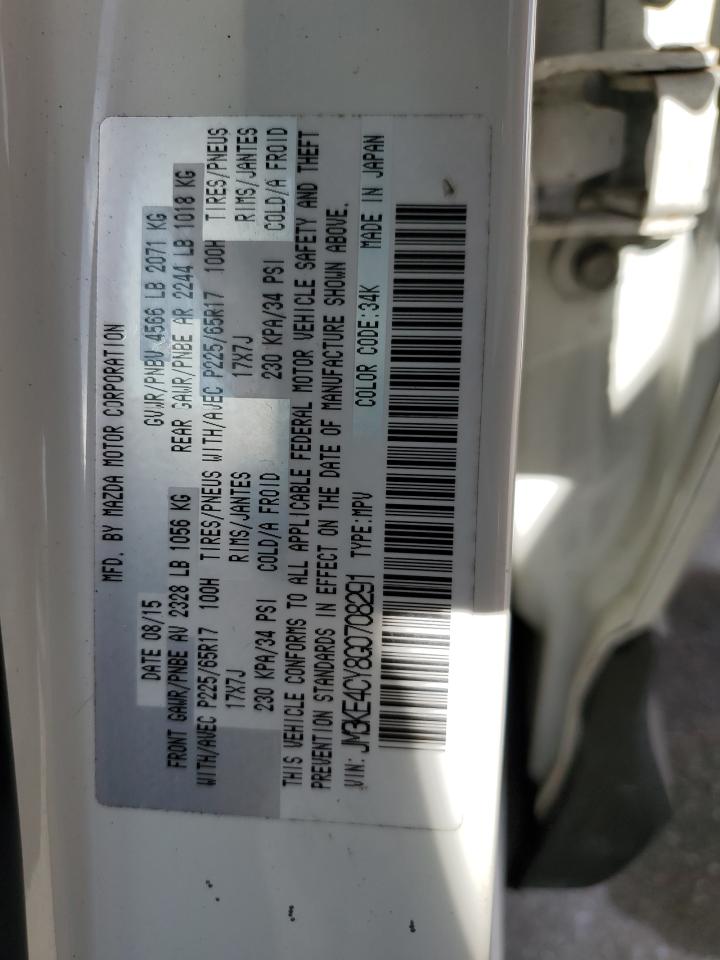 MFD. BY MAZDA MOTOR CORPORATION
DATE 08/15 GVWR/PNBV 4566 LB 2071 KG
FRONT GAWR/PNBE AV 2328 LB 1056 KG REAR GAWR/PNBE AR 2244 LB 1018 KG
WITH/AVEC P225/65R17 100H TIRES/PNEUS WITH/AVEC P225/65R17 100H TIRES/PNEUS
17X7J RIMS/JANTES 17X7J RIMS/JANTES
230 KPA/34 PSI COLD/A FROID 230 KPA/34 PSI COLD/A FROID
THIS VEHICLE CONFORMS TO ALL APPLICABLE FEDERAL MOTOR VEHICLE SAFETY AND THEFT
PREVENTION STANDARDS IN EFFECT ON THE DATE OF MANUFACTURE SHOWN ABOVE.
VIN: JM3KE4CY8G0708291 TYPE:MPV COLOR CODE:34K MADE IN JAPAN